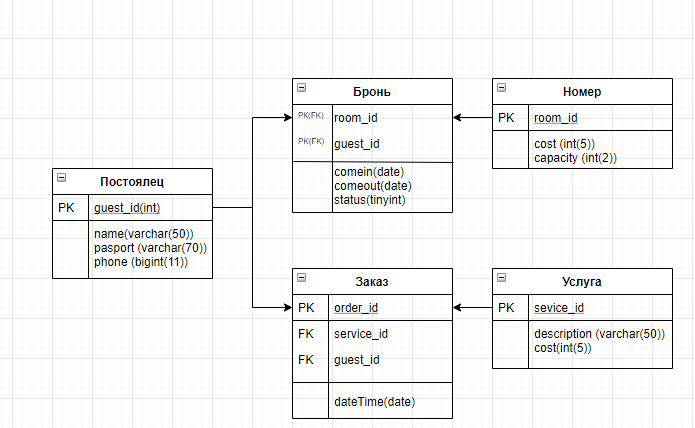 Бронь
PK(FK) room_id
PK(FK) guest_id
comein(date)
comeout(date)
status(tinyint)
Номер
PK room_id
cost (int(5))
capacity (int(2))
Постоялец
PK guest_id(int)
name(varchar(50))
pasport (varchar(70))
phone (bigint(11))
Заказ
PK order_id
FK service_id
FK guest_id
dateTime(date)
Услуга
PK sevice_id
description (varchar(50))
cost(int(5))